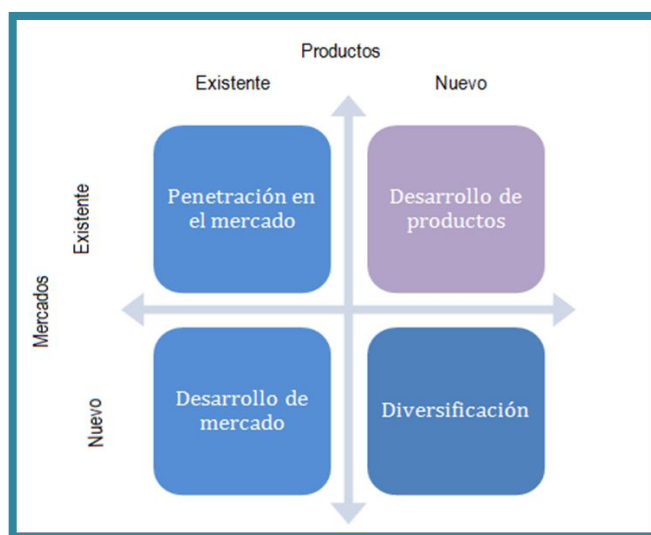 Productos
Existente
Nuevo
Mercados
Existente
Penetración en
el mercado
Desarrollo de
productos
Nuevo
Desarrollo de
mercado
Diversificación